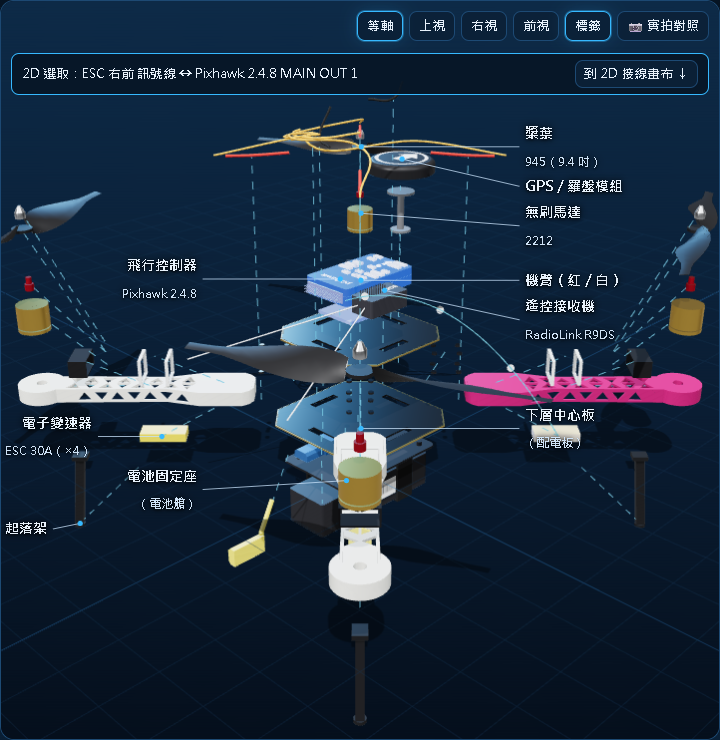 等軸
上視
右視
前視
標籤
實拍對照
2D 選取：ESC 右前 訊號線 ↔ Pixhawk 2.4.8 MAIN OUT 1
到 2D 接線畫布 ↓
槳葉
945（9.4 吋）
GPS / 羅盤模組
無刷馬達
2212
飛行控制器
Pixhawk 2.4.8
機臂（紅 / 白）
遙控接收機
RadioLink R9DS
電子變速器
ESC 30A（×4）
下層中心板
（配電板）
電池固定座
（電池艙）
起落架